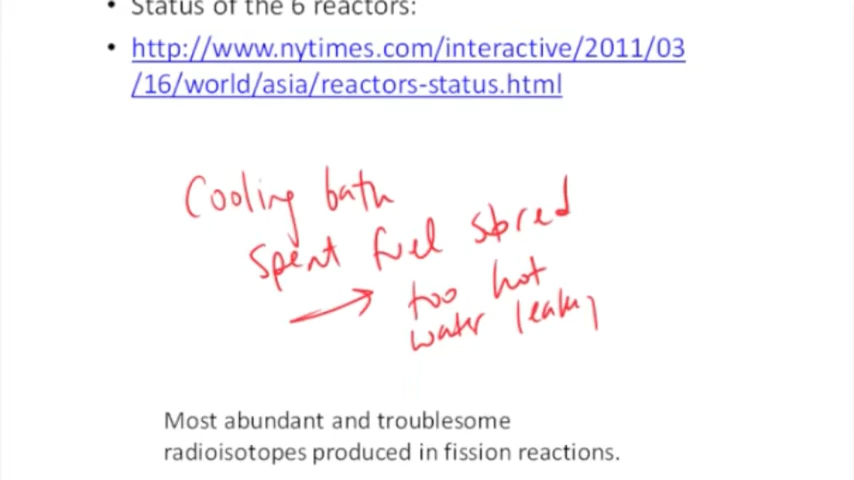 • Status of the 6 reactors:
• http://www.nytimes.com/interactive/2011/03
/16/world/asia/reactors-status.html
Cooling bath
spent fuel stored
→ too hot
water leaking
Most abundant and troublesome
radioisotopes produced in fission reactions.